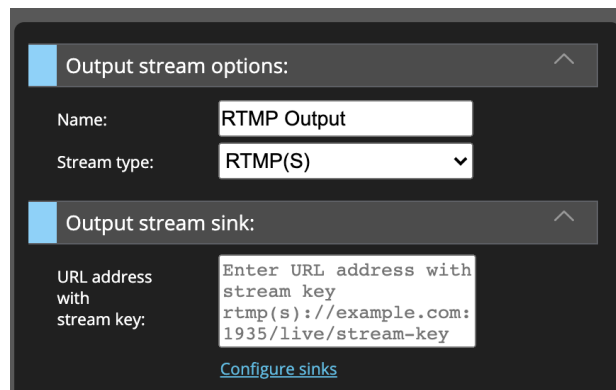 Output stream options:
Name:
RTMP Output
Stream type:
RTMP(S)
Output stream sink:
URL address
with
stream key:
Enter URL address with
stream key
rtmp(s)://example.com:
1935/live/stream-key
Configure sinks